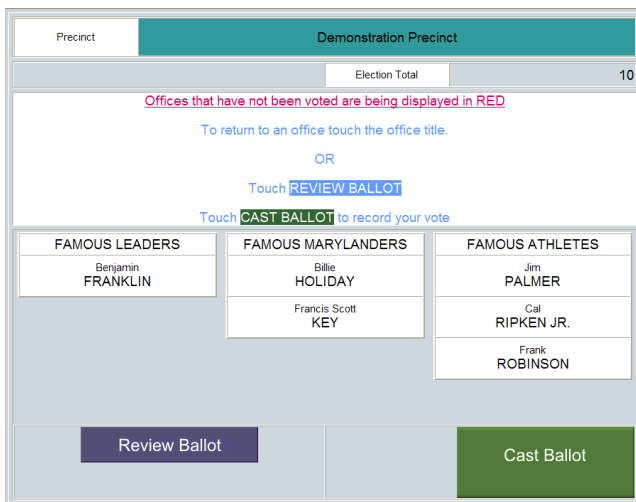 Precinct
Demonstration Precinct
Election Total
10
Offices that have not been voted are being displayed in RED
To return to an office touch the office title.
OR
Touch REVIEW BALLOT
Touch CAST BALLOT to record your vote
FAMOUS LEADERS
Benjamin
FRANKLIN
FAMOUS MARYLANDERS
Billie
HOLIDAY
Francis Scott
KEY
FAMOUS ATHLETES
Jim
PALMER
Cal
RIPKEN JR.
Frank
ROBINSON
Review Ballot
Cast Ballot